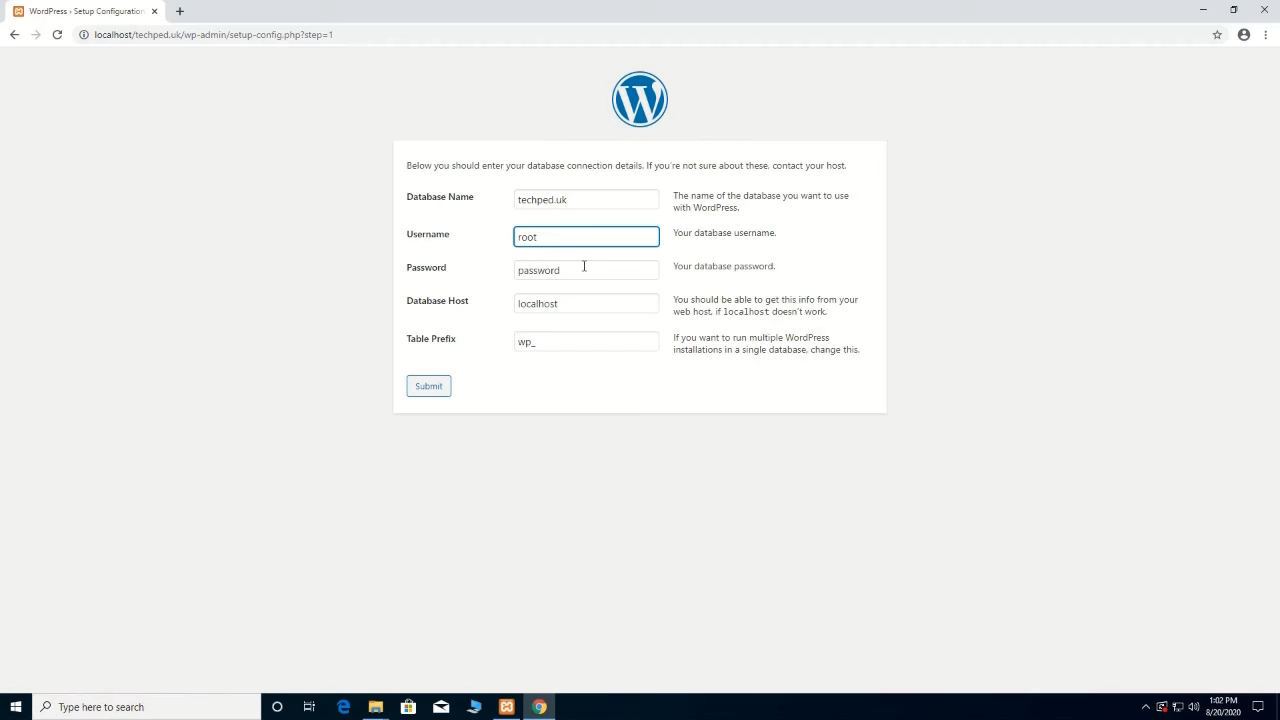 WordPress › Setup Configuration
localhost/techped.uk/wp-admin/setup-config.php?step=1
W
Below you should enter your database connection details. If you're not sure about these, contact your host.
Database Name
techped.uk
The name of the database you want to use
with WordPress.
Username
root
Your database username.
Password
password
Your database password.
Database Host
localhost
You should be able to get this info from your
web host, if localhost doesn't work.
Table Prefix
wp_
If you want to run multiple WordPress
installations in a single database, change this.
Submit
Type here to search
1:02 PM
8/20/2020